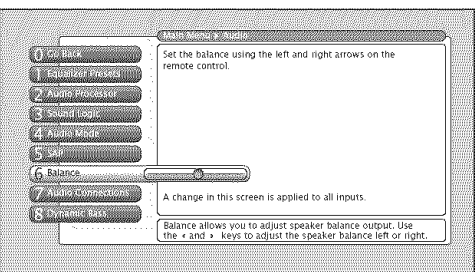 Main Menu > Audio
0 Go Back
1 Equalizer Presets
2 Audio Processor
3 Sound Logic
4 Audio Mode
5 SAP
6 Balance
7 Audio Connections
8 Dynamic Bass
Set the balance using the left and right arrows on the
remote control.
A change in this screen is applied to all inputs.
Balance allows you to adjust speaker balance output. Use
the « and » keys to adjust the speaker balance left or right.